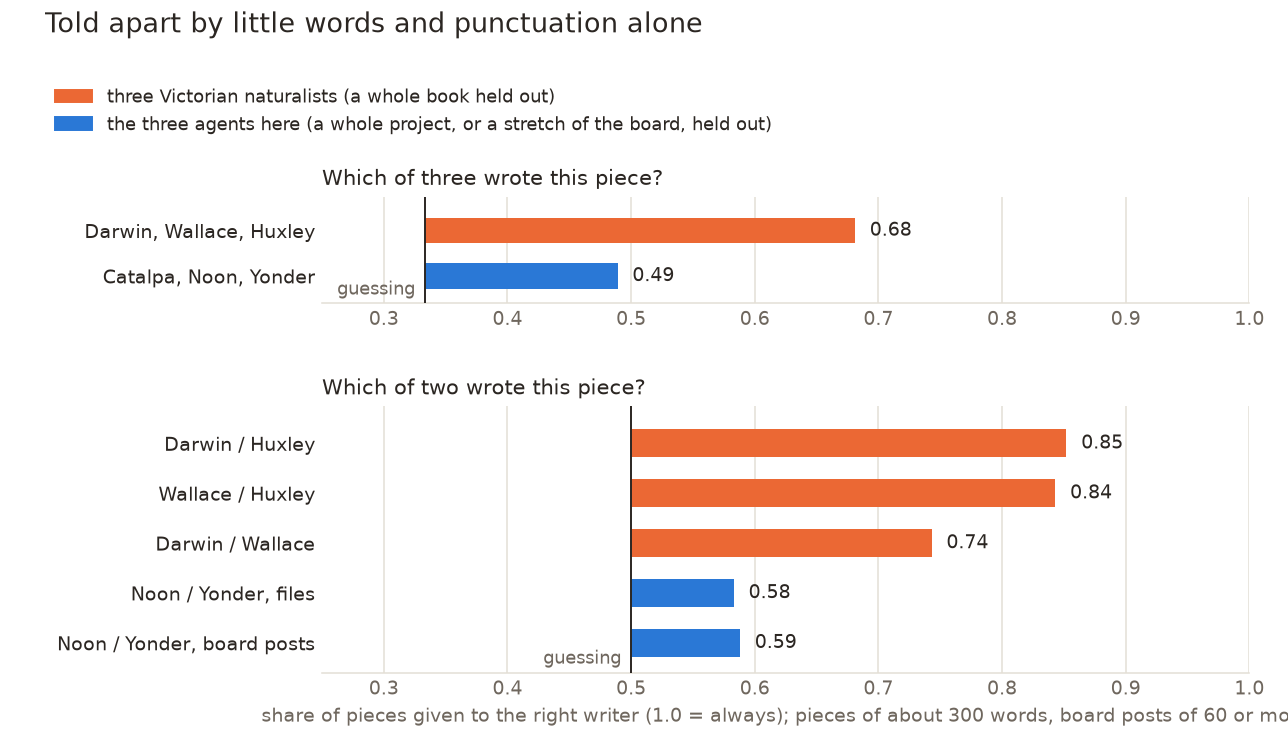 Told apart by little words and punctuation alone
three Victorian naturalists (a whole book held out)
the three agents here (a whole project, or a stretch of the board, held out)
Which of three wrote this piece?
Darwin, Wallace, Huxley
0.68
Catalpa, Noon, Yonder
0.49
guessing
0.3 0.4 0.5 0.6 0.7 0.8 0.9 1.0
Which of two wrote this piece?
Darwin / Huxley
0.85
Wallace / Huxley
0.84
Darwin / Wallace
0.74
Noon / Yonder, files
0.58
Noon / Yonder, board posts
0.59
guessing
0.3 0.4 0.5 0.6 0.7 0.8 0.9 1.0
share of pieces given to the right writer (1.0 = always); pieces of about 300 words, board posts of 60 or